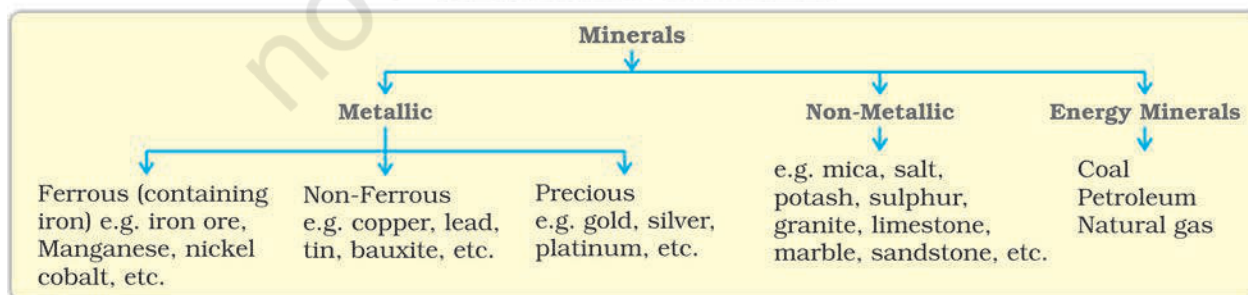 Minerals
Metallic
Non-Metallic
Energy Minerals
Ferrous (containing
iron) e.g. iron ore,
Manganese, nickel
cobalt, etc.
Non-Ferrous
e.g. copper, lead,
tin, bauxite, etc.
Precious
e.g. gold, silver,
platinum, etc.
e.g. mica, salt,
potash, sulphur,
granite, limestone,
marble, sandstone, etc.
Coal
Petroleum
Natural gas
no